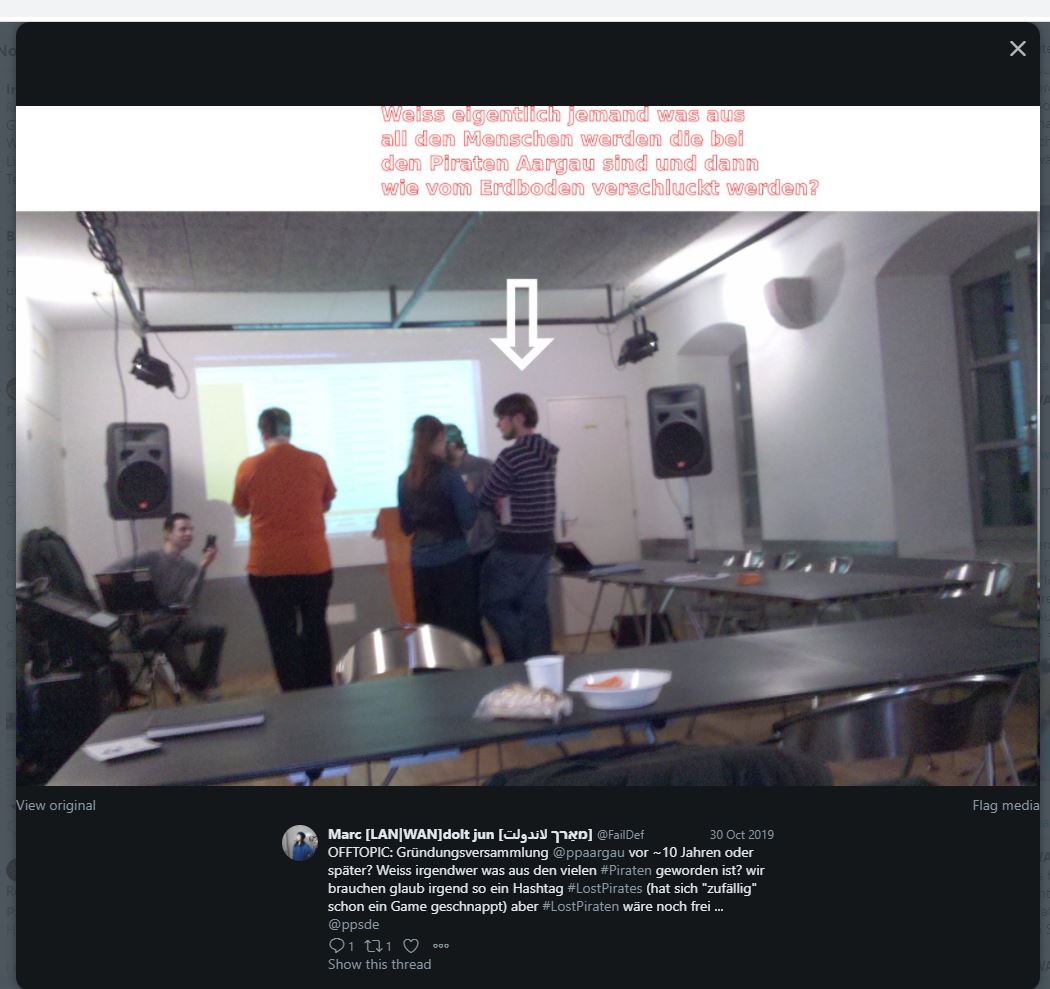 Weiss eigentlich jemand was aus
all den Menschen werden die bei
den Piraten Aargau sind und dann
wie vom Erdboden verschluckt werden?
View original
Flag media
Marc [LAN|WAN]dolt jun [מאַרך לאַנדולט] @FailDef 30 Oct 2019
OFFTOPIC: Gründungsversammlung @ppaargau vor ~10 Jahren oder
später? Weiss irgendwer was aus den vielen #Piraten geworden ist? wir
brauchen glaub irgend so ein Hashtag #LostPirates (hat sich "zufällig"
schon ein Game geschnappt) aber #LostPiraten wäre noch frei ...
@ppsde
1 1
Show this thread